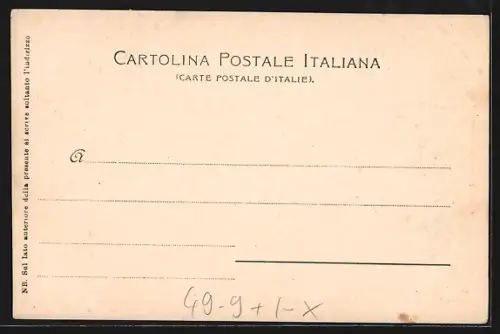 CARTOLINA POSTALE ITALIANA
(CARTE POSTALE D'ITALIE).
A
NB. Sul lato anteriore della presente si scrive soltanto l'indirizzo
49-9+1-X